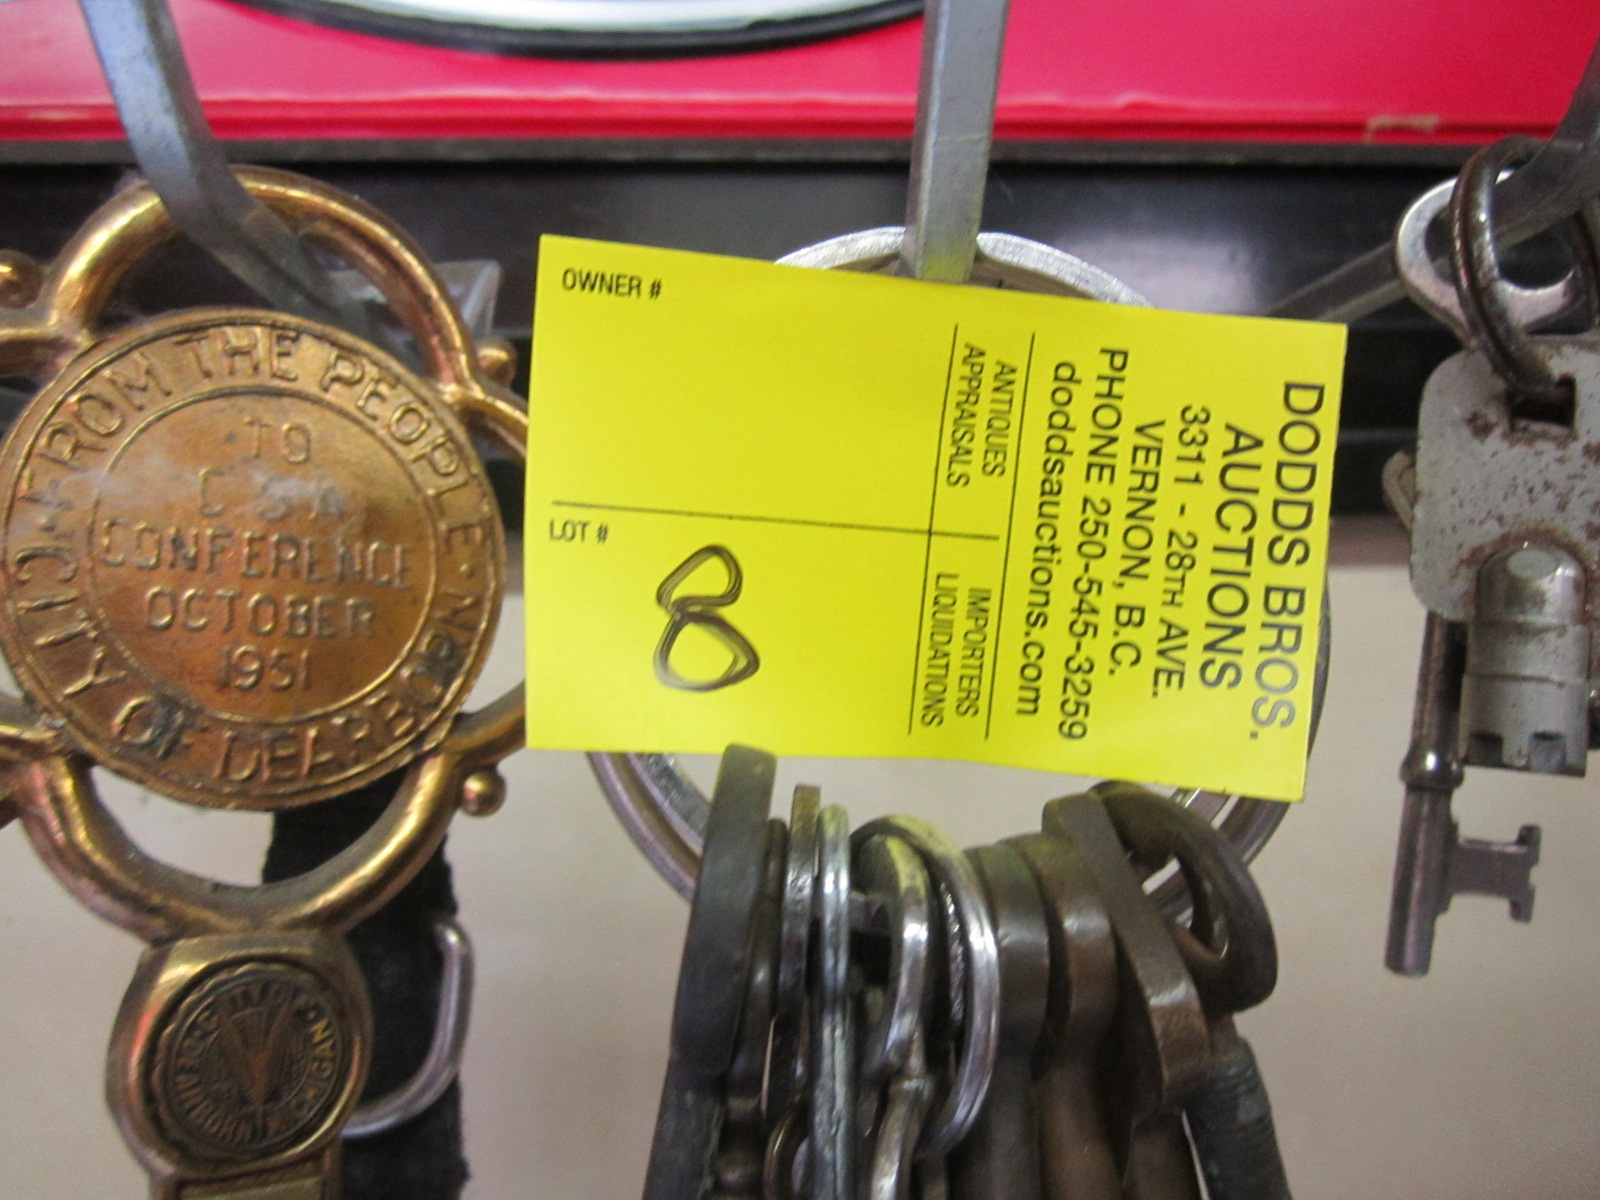 FROM THE PEOPLE
CITY OF DEARBORN
TO
CONFERENCE
OCTOBER
1951
OWNER #
LOT #
8
DODDS BROS.
AUCTIONS
3311 - 28TH AVE.
VERNON, B.C.
PHONE 250-545-3259
doddsauctions.com
ANTIQUES
APPRAISALS
IMPORTERS
LIQUIDATIONS